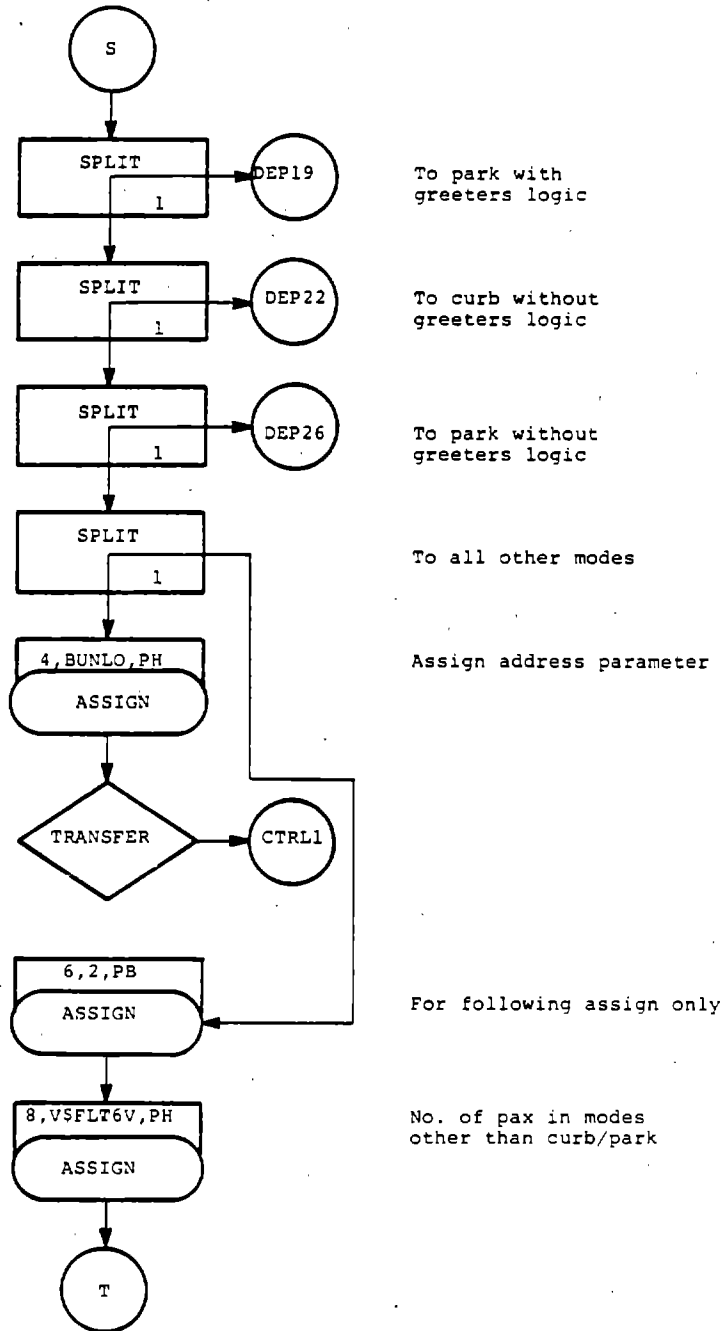 S
SPLIT
1
DEP19
To park with
greeters logic
SPLIT
1
DEP22
To curb without
greeters logic
SPLIT
1
DEP26
To park without
greeters logic
SPLIT
1
To all other modes
4,BUNLO,PH
ASSIGN
Assign address parameter
TRANSFER
CTRL1
6,2,PB
ASSIGN
For following assign only
8,V$FLT6V,PH
ASSIGN
No. of pax in modes
other than curb/park
T